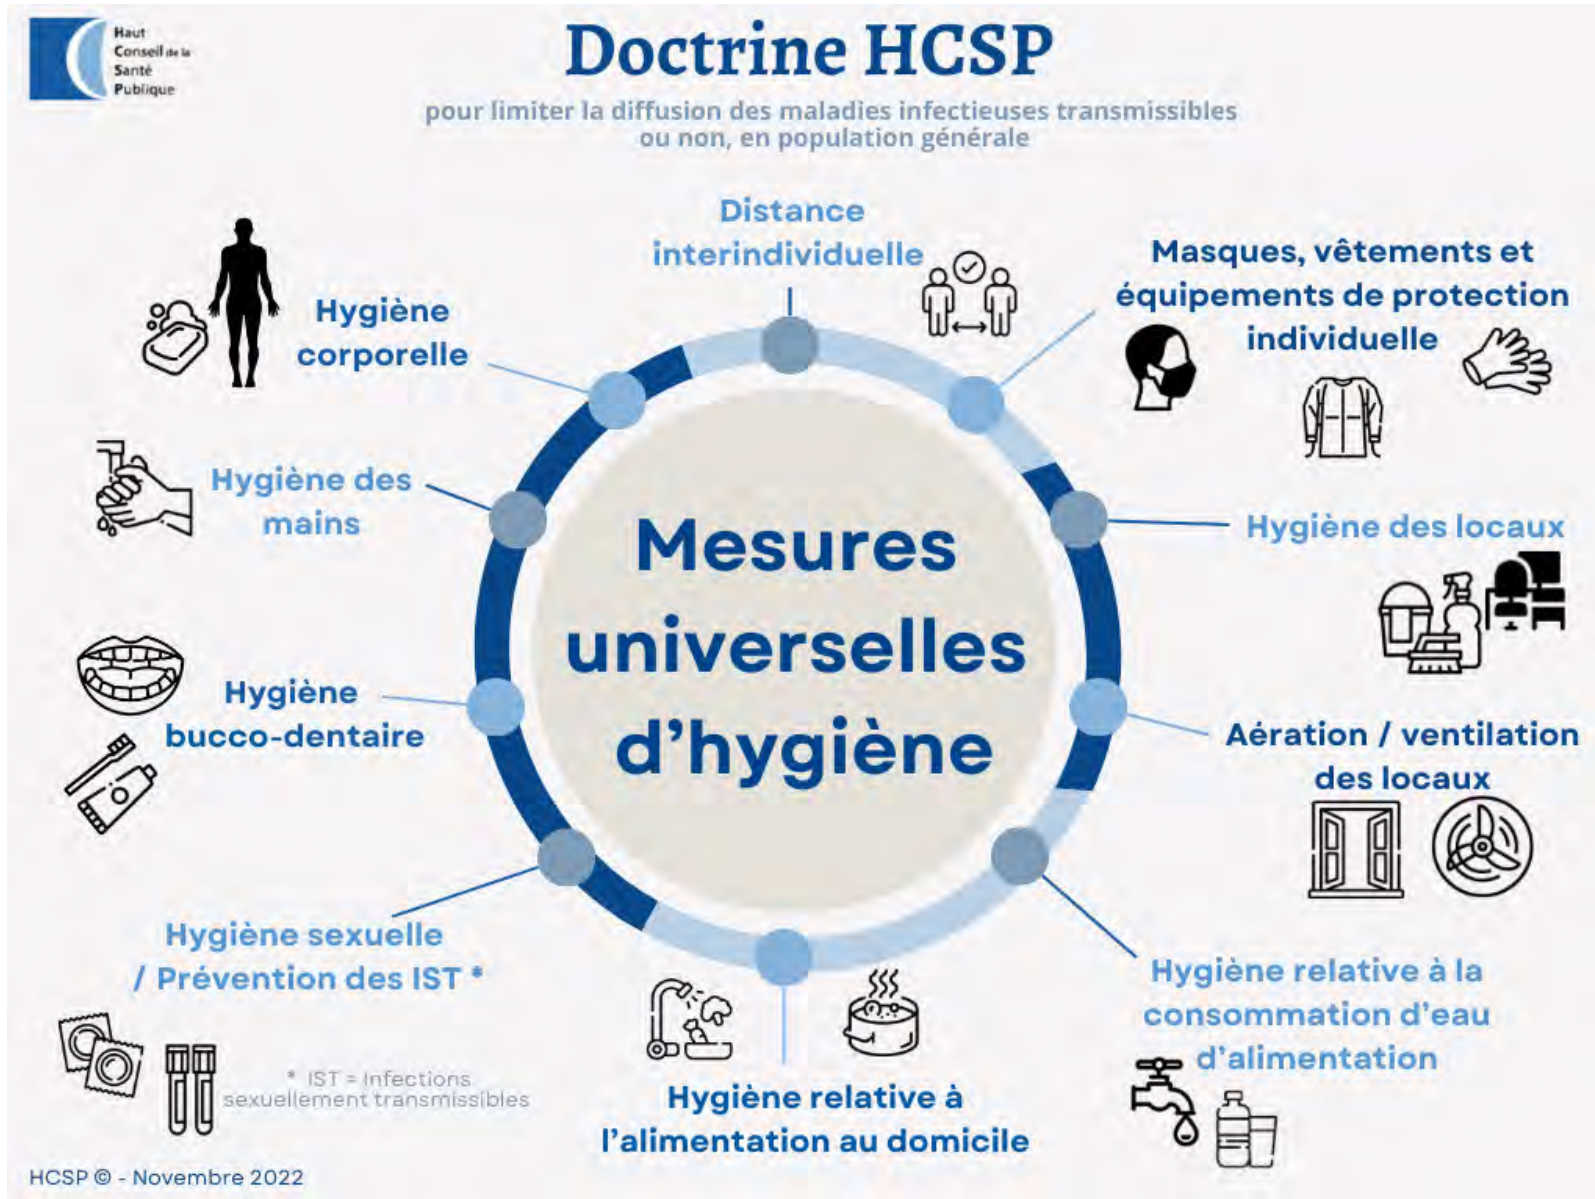 Haut
Conseil de la
Santé
Publique
Doctrine HCSP
pour limiter la diffusion des maladies infectieuses transmissibles
ou non, en population générale
Distance
interindividuelle
Masques, vêtements et
équipements de protection
individuelle
Hygiène des locaux
Aération / ventilation
des locaux
Hygiène relative à la
consommation d'eau
d'alimentation
Hygiène relative à
l'alimentation au domicile
Hygiène sexuelle
/ Prévention des IST *
* IST = Infections
sexuellement transmissibles
Hygiène
bucco-dentaire
Hygiène des
mains
Hygiène
corporelle
Mesures
universelles
d'hygiène
HCSP © - Novembre 2022